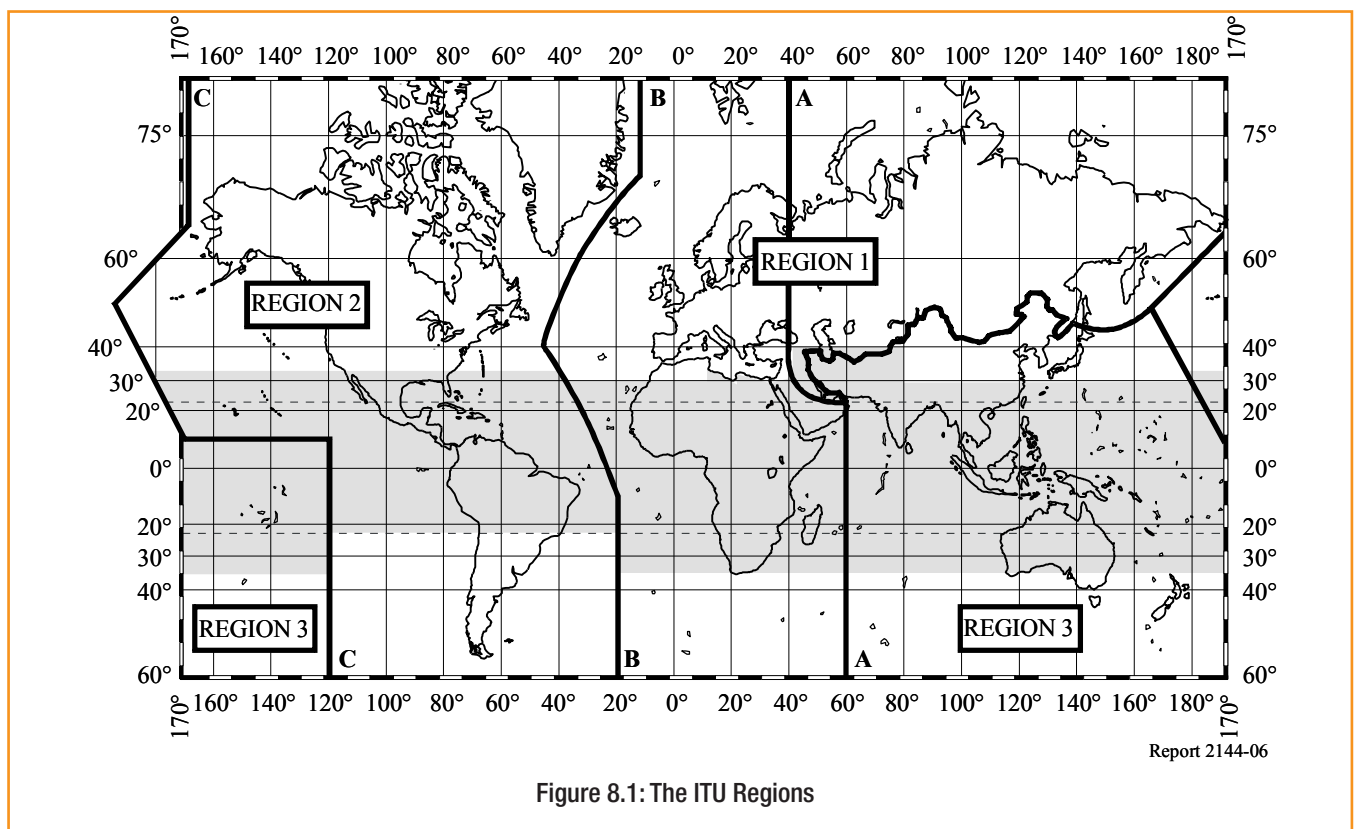 170° 160° 140° 120° 100° 80° 60° 40° 20° 0° 20° 40° 60° 80° 100° 120° 140° 160° 180° 170°
C B A
75° 75°
60° REGION 1 60°
REGION 2
40° 40°
30° 30°
20° 20°
0° 0°
20° 20°
30° 30°
40° 40°
REGION 3 REGION 3
C B A
60° 60°
170° 160° 140° 120° 100° 80° 60° 40° 20° 0° 20° 40° 60° 80° 100° 120° 140° 160° 180° 170°
Report 2144-06
Figure 8.1: The ITU Regions